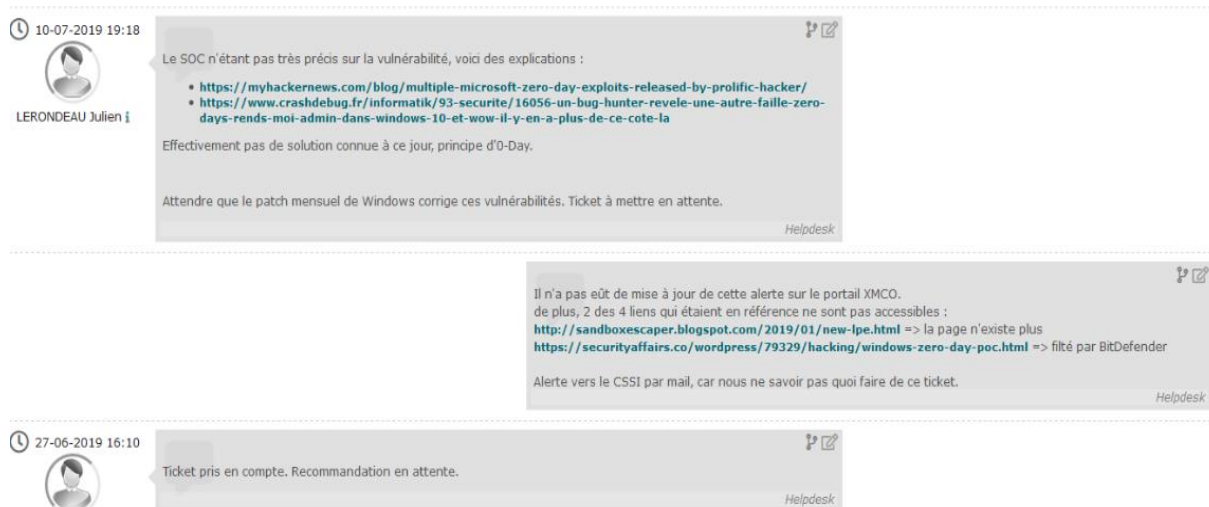 10-07-2019 19:18
LERONDEAU Julien i
Le SOC n'étant pas très précis sur la vulnérabilité, voici des explications :
• https://myhackernews.com/blog/multiple-microsoft-zero-day-exploits-released-by-prolific-hacker/
• https://www.crashdebug.fr/informatik/93-securite/16056-un-bug-hunter-revele-une-autre-faille-zero-
days-rends-moi-admin-dans-windows-10-et-wow-il-y-en-a-plus-de-ce-cote-la
Effectivement pas de solution connue à ce jour, principe d'0-Day.
Attendre que le patch mensuel de Windows corrige ces vulnérabilités. Ticket à mettre en attente.
Helpdesk
Il n'a pas eût de mise à jour de cette alerte sur le portail XMCO.
de plus, 2 des 4 liens qui étaient en référence ne sont pas accessibles :
http://sandboxescaper.blogspot.com/2019/01/new-lpe.html => la page n'existe plus
https://securityaffairs.co/wordpress/79329/hacking/windows-zero-day-poc.html => filté par BitDefender
Alerte vers le CSSI par mail, car nous ne savoir pas quoi faire de ce ticket.
Helpdesk
27-06-2019 16:10
Ticket pris en compte. Recommandation en attente.
Helpdesk